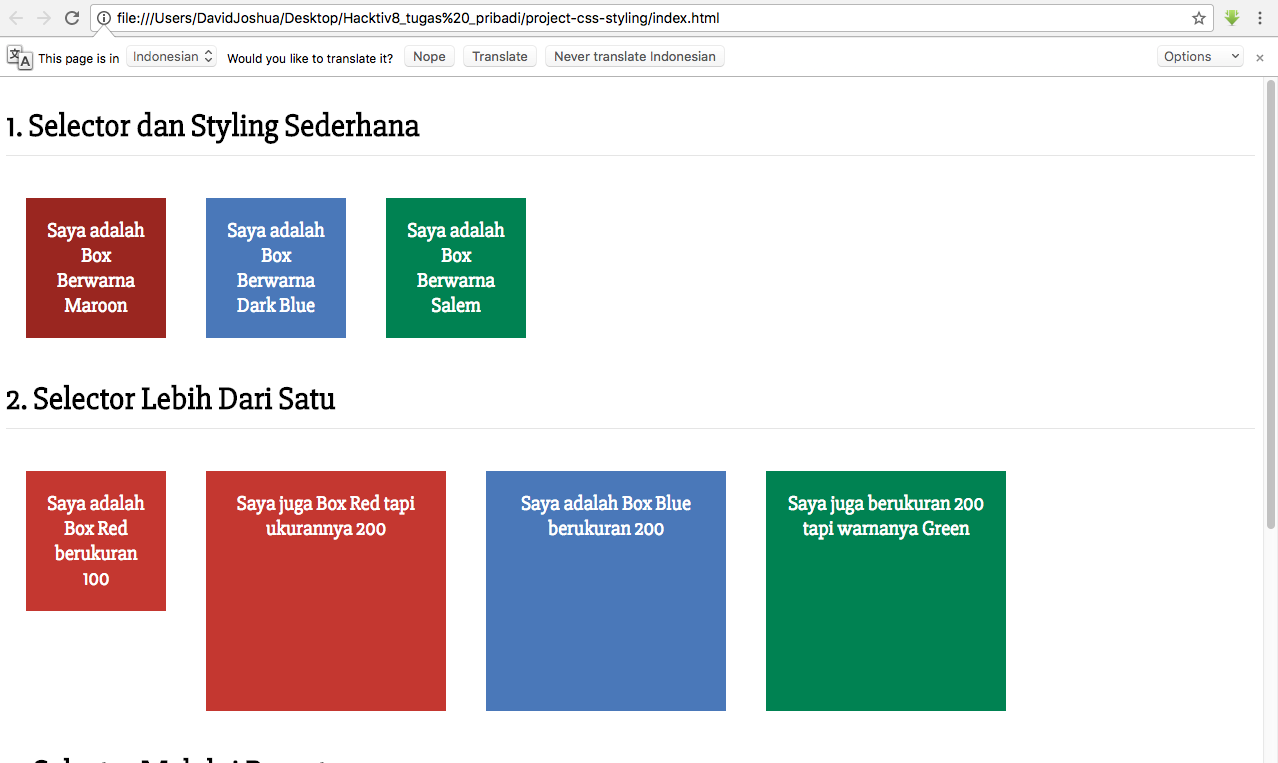 file:///Users/DavidJoshua/Desktop/Hacktiv8_tugas%20_pribadi/project-css-styling/index.html
This page is in Indonesian Would you like to translate it? Nope Translate Never translate Indonesian Options
1. Selector dan Styling Sederhana
Saya adalah
Box
Berwarna
Maroon
Saya adalah
Box
Berwarna
Dark Blue
Saya adalah
Box
Berwarna
Salem
2. Selector Lebih Dari Satu
Saya adalah
Box Red
berukuran
100
Saya juga Box Red tapi
ukurannya 200
Saya adalah Box Blue
berukuran 200
Saya juga berukuran 200
tapi warnanya Green